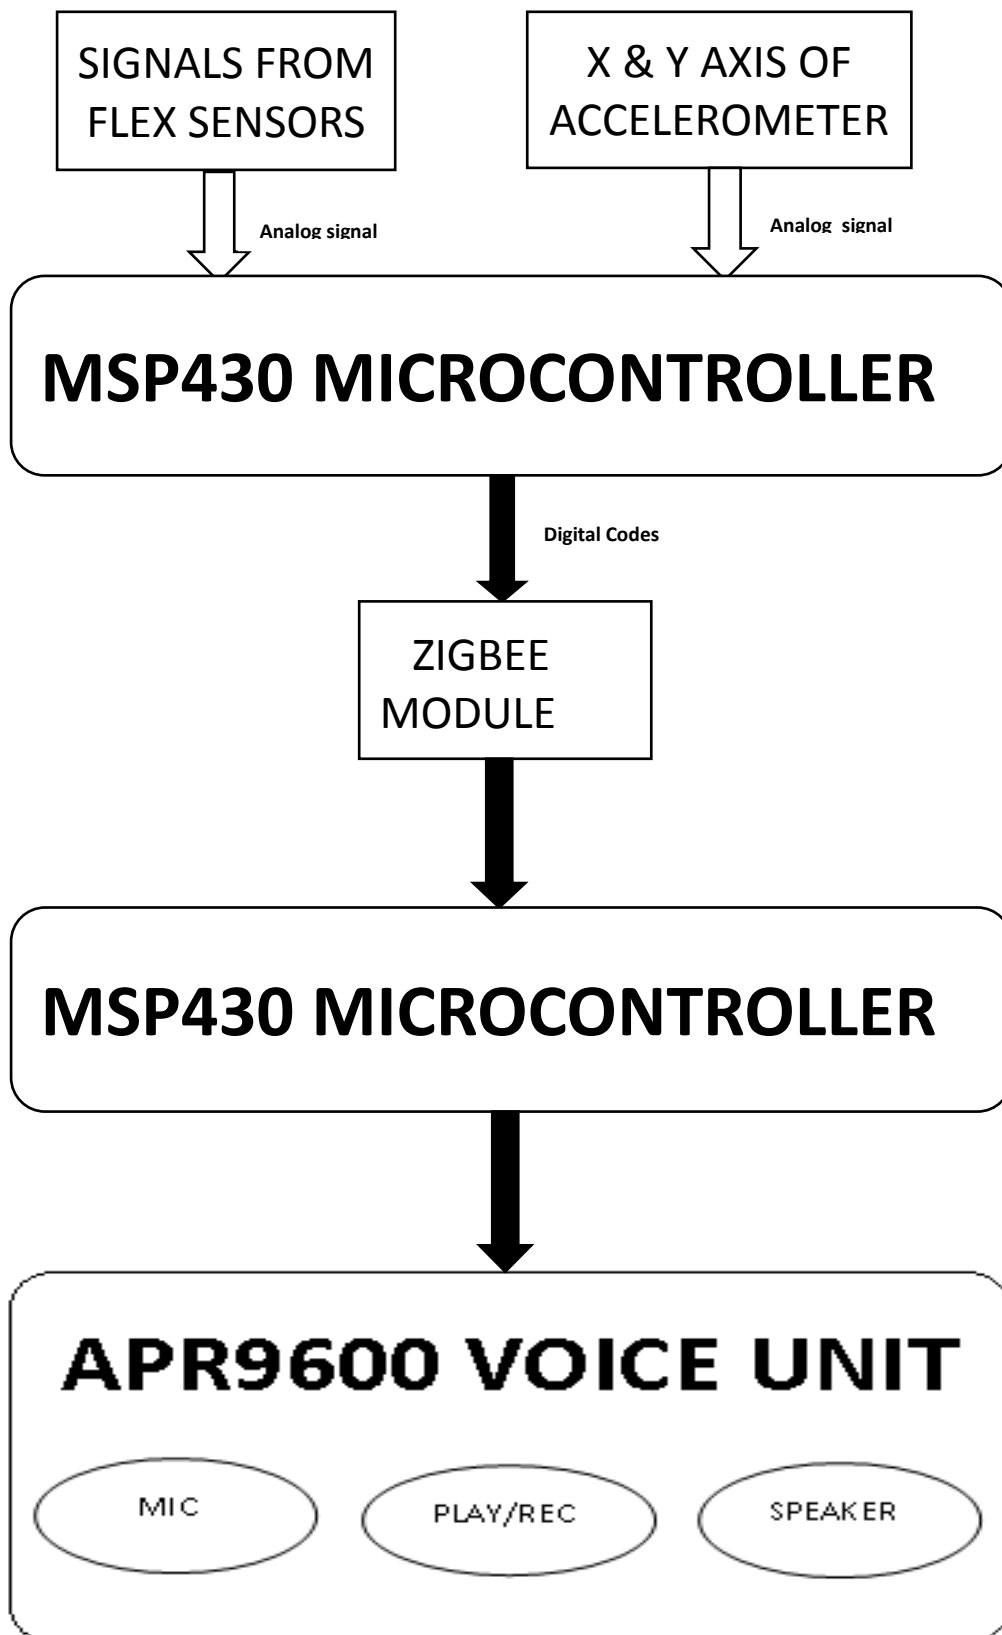 SIGNALS FROM
FLEX SENSORS
X & Y AXIS OF
ACCELEROMETER
Analog signal
Analog signal
MSP430 MICROCONTROLLER
Digital Codes
ZIGBEE
MODULE
MSP430 MICROCONTROLLER
APR9600 VOICE UNIT
MIC
PLAY/REC
SPEAKER